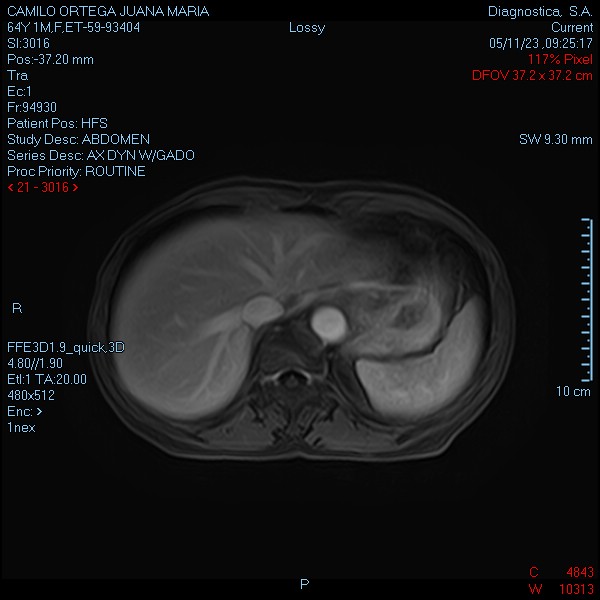 CAMILO ORTEGA JUANA MARIA
64Y 1M,F,ET-59-93404
SI:3016
Pos:-37.20 mm
Tra
Ec:1
Fr:94930
Patient Pos: HFS
Study Desc: ABDOMEN
Series Desc: AX DYN W/GADO
Proc Priority: ROUTINE
< 21 - 3016 >
Lossy
Diagnostica, S.A.
Current
05/11/23 ,09:25:17
117% Pixel
DFOV 37.2 x 37.2 cm
SW 9.30 mm
R
FFE3D1.9_quick,3D
4.80//1.90
Etl:1 TA:20.00
480x512
Enc: >
1nex
10 cm
P
C 4843
W 10313